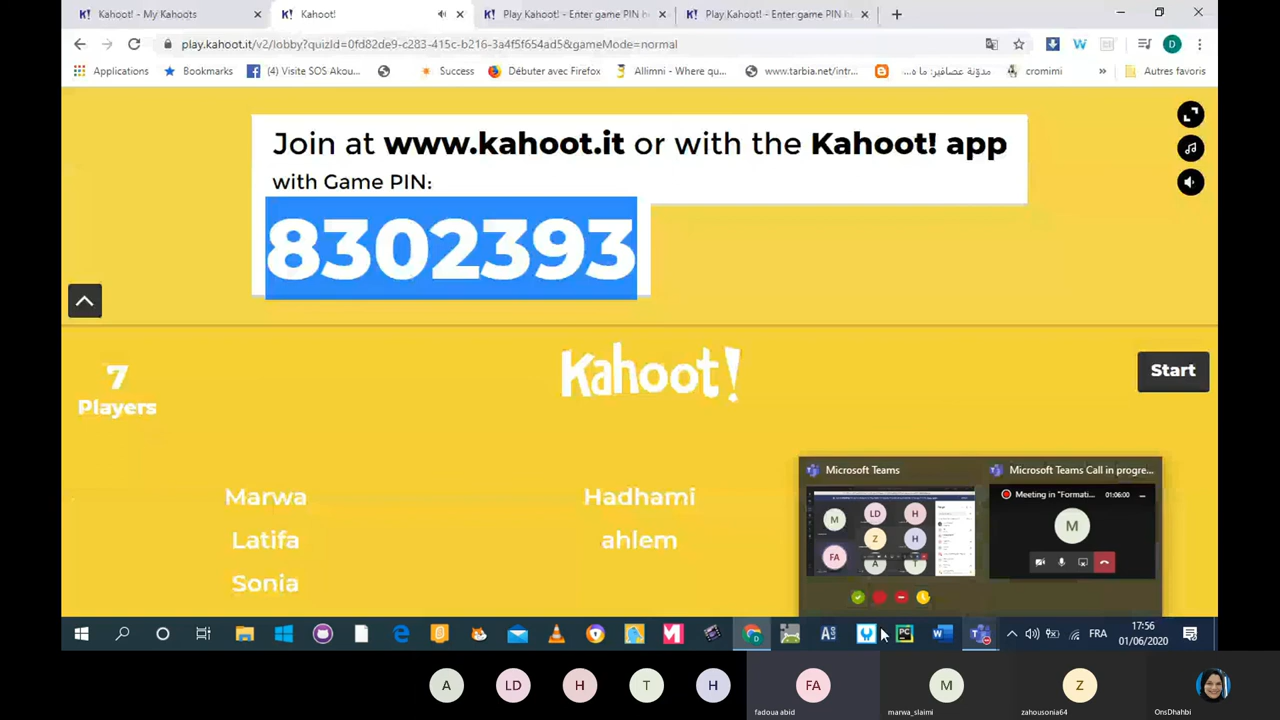 Kahoot! - My Kahoots
Kahoot!
Play Kahoot! - Enter game PIN h
Play Kahoot! - Enter game PIN h
play.kahoot.it/v2/lobby?quizId=0fd82de9-c283-415c-b216-3a4f5f654ad5&gameMode=normal
Applications
Bookmarks
(4) Visite SOS Akou...
Success
Débuter avec Firefox
Allimni - Where qu...
www.tarbia.net/intr...
مدوّنة عصافير: ما ه...
cromimi
»
Autres favoris
Join at www.kahoot.it or with the Kahoot! app
with Game PIN:
8302393
7
Players
Kahoot!
Start
Marwa
Hadhami
Latifa
ahlem
Sonia
Microsoft Teams
Microsoft Teams Call in progre...
Meeting in "Formati...
01:06:00
M
LD
H
Z
H
FA
A
T
M
FRA
17:56
01/06/2020
A
LD
H
T
H
FA
M
Z
fadoua abid
marwa_slaimi
zahousonia64
OnsDhahbi